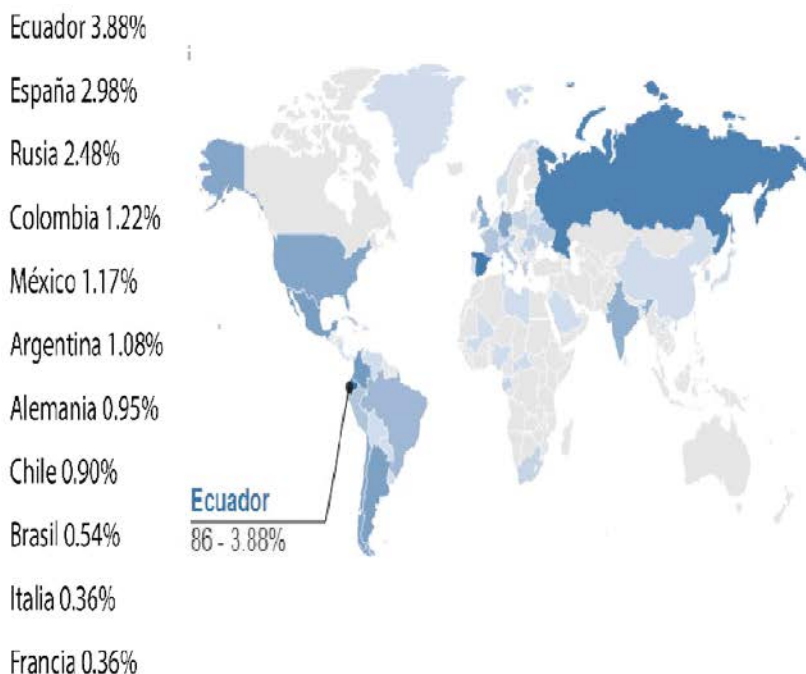 Ecuador 3.88%
España 2.98%
Rusia 2.48%
Colombia 1.22%
México 1.17%
Argentina 1.08%
Alemania 0.95%
Chile 0.90%
Brasil 0.54%
Italia 0.36%
Francia 0.36%
i
Ecuador
86 - 3.88%